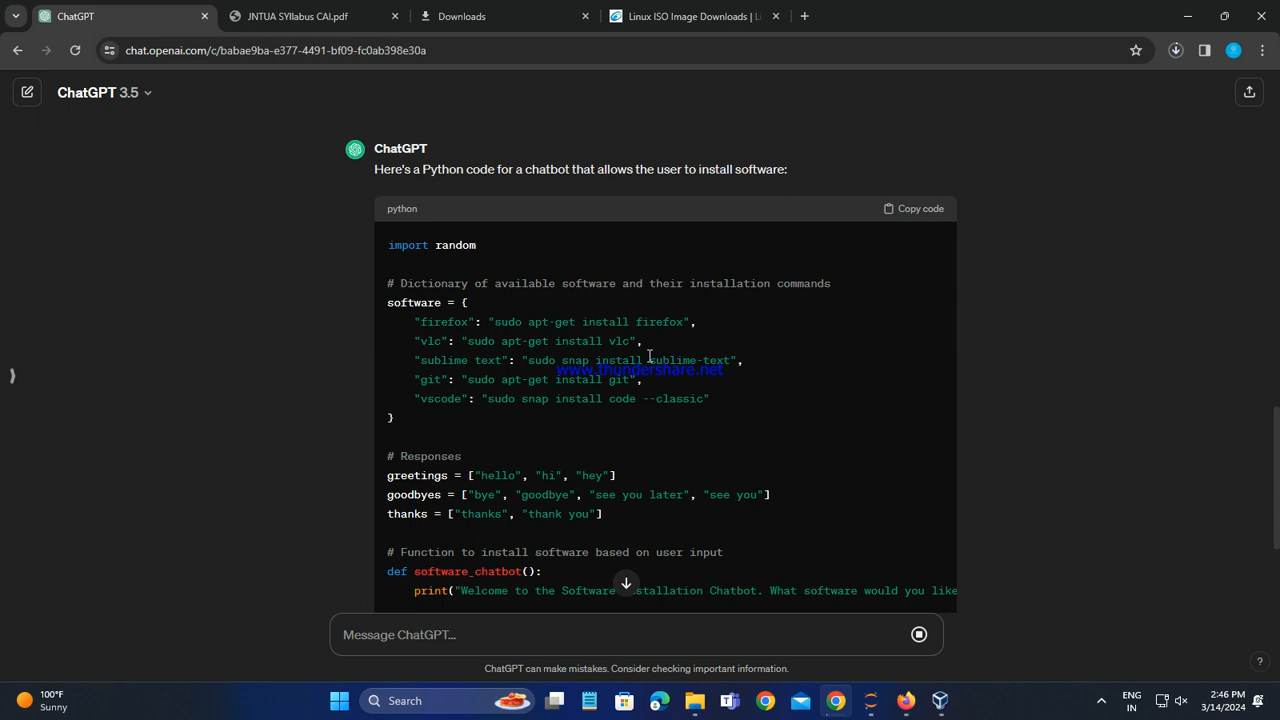 ChatGPT
JNTUA SYllabus CAI.pdf
Downloads
Linux ISO Image Downloads | Li
chat.openai.com/c/babae9ba-e377-4491-bf09-fc0ab398e30a
ChatGPT 3.5
ChatGPT
Here's a Python code for a chatbot that allows the user to install software:
python
Copy code
import random
# Dictionary of available software and their installation commands
software = {
"firefox": "sudo apt-get install firefox",
"vlc": "sudo apt-get install vlc",
"sublime text": "sudo snap install sublime-text",
www.thundershare.net
"git": "sudo apt-get install git",
"vscode": "sudo snap install code --classic"
}
# Responses
greetings = ["hello", "hi", "hey"]
goodbyes = ["bye", "goodbye", "see you later", "see you"]
thanks = ["thanks", "thank you"]
# Function to install software based on user input
def software_chatbot():
print("Welcome to the Software Installation Chatbot. What software would you like
Message ChatGPT...
ChatGPT can make mistakes. Consider checking important information.
?
100°F
Sunny
Search
ENG
IN
2:46 PM
3/14/2024